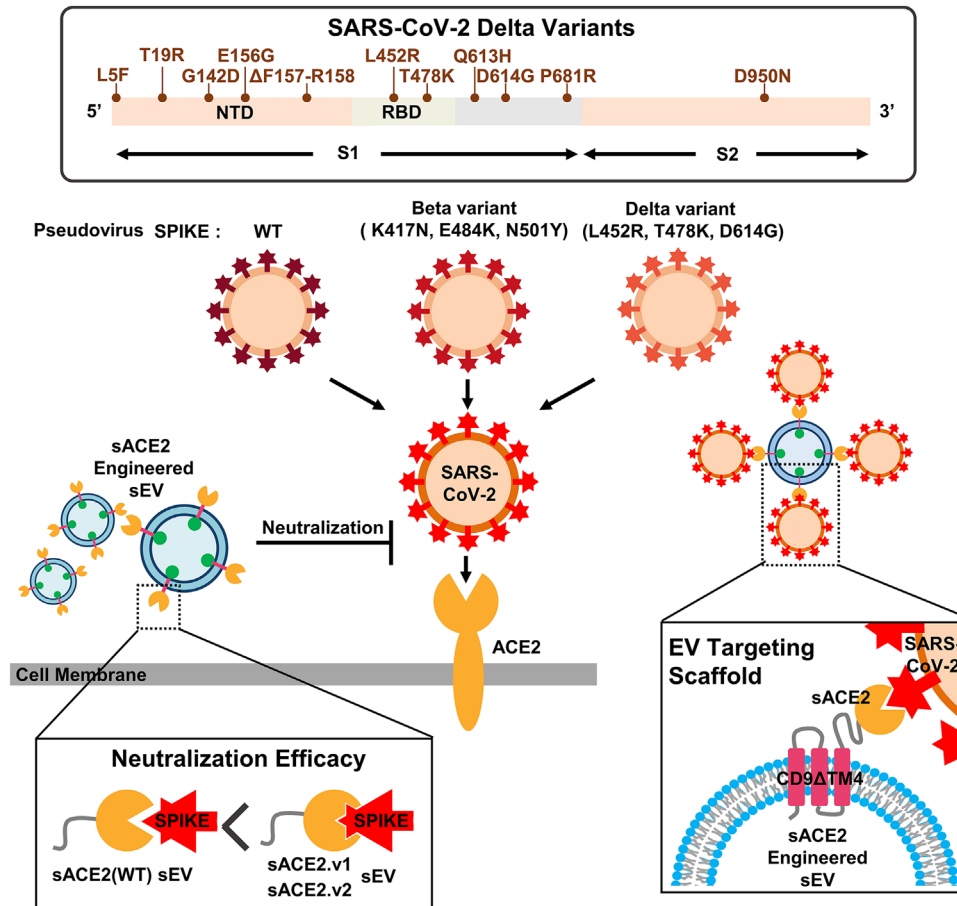 SARS-CoV-2 Delta Variants
L5F
T19R
G142D
E156G
ΔF157-R158
L452R
T478K
Q613H
D614G
P681R
D950N
5’
NTD
RBD
3’
S1
S2
Pseudovirus SPIKE :
WT
Beta variant
( K417N, E484K, N501Y)
Delta variant
(L452R, T478K, D614G)
sACE2
Engineered
sEV
Neutralization
SARS-
CoV-2
ACE2
Cell Membrane
Neutralization Efficacy
SPIKE
<
SPIKE
sACE2(WT) sEV
sACE2.v1
sACE2.v2
sEV
EV Targeting
Scaffold
SARS-
CoV-2
sACE2
CD9ΔTM4
sACE2
Engineered
sEV